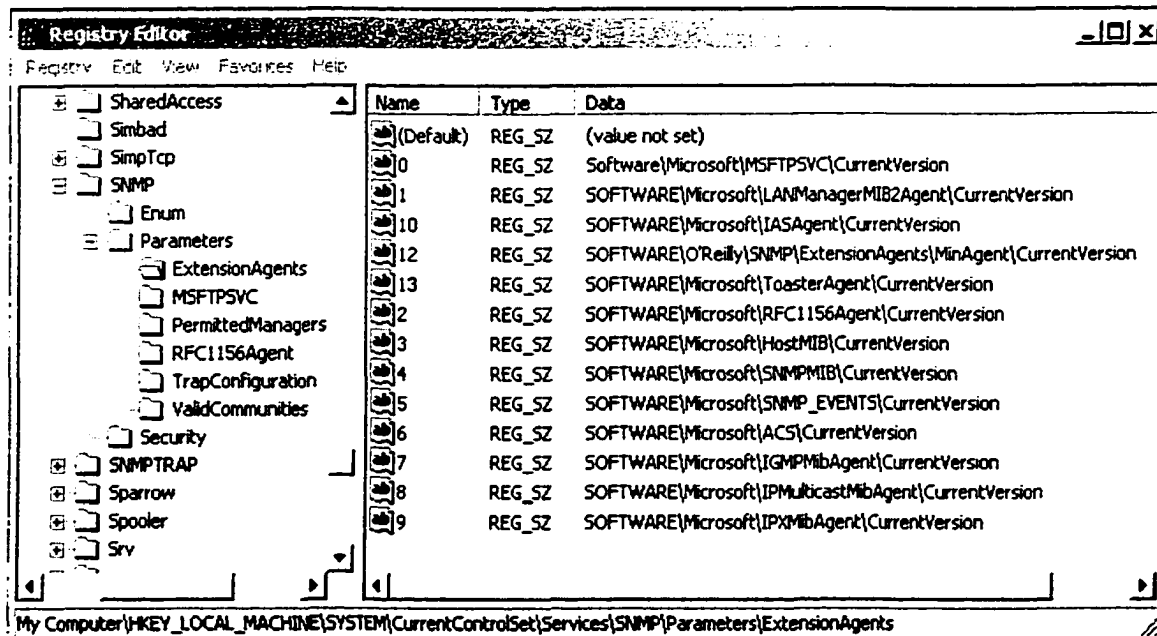 Registry Editor
Registry Edit View Favorites Help
SharedAccess
Simbad
SimpTcp
SNMP
Enum
Parameters
ExtensionAgents
MSFTPSVC
PermittedManagers
RFC1156Agent
TrapConfiguration
ValidCommunities
Security
SNMPTRAP
Sparrow
Spooler
Srv
Name Type Data
(Default) REG_SZ (value not set)
0 REG_SZ Software\Microsoft\MSFTPSVC\CurrentVersion
1 REG_SZ SOFTWARE\Microsoft\LANManagerMIB2Agent\CurrentVersion
10 REG_SZ SOFTWARE\Microsoft\IASAgent\CurrentVersion
12 REG_SZ SOFTWARE\O'Reilly\SNMP\ExtensionAgents\MinAgent\CurrentVersion
13 REG_SZ SOFTWARE\Microsoft\ToasterAgent\CurrentVersion
2 REG_SZ SOFTWARE\Microsoft\RFC1156Agent\CurrentVersion
3 REG_SZ SOFTWARE\Microsoft\HostMIB\CurrentVersion
4 REG_SZ SOFTWARE\Microsoft\SNMPMIB\CurrentVersion
5 REG_SZ SOFTWARE\Microsoft\SNMP_EVENTS\CurrentVersion
6 REG_SZ SOFTWARE\Microsoft\ACS\CurrentVersion
7 REG_SZ SOFTWARE\Microsoft\IGMPMibAgent\CurrentVersion
8 REG_SZ SOFTWARE\Microsoft\IPMulticastMibAgent\CurrentVersion
9 REG_SZ SOFTWARE\Microsoft\IPXMibAgent\CurrentVersion
My Computer\HKEY_LOCAL_MACHINE\SYSTEM\CurrentControlSet\Services\SNMP\Parameters\ExtensionAgents